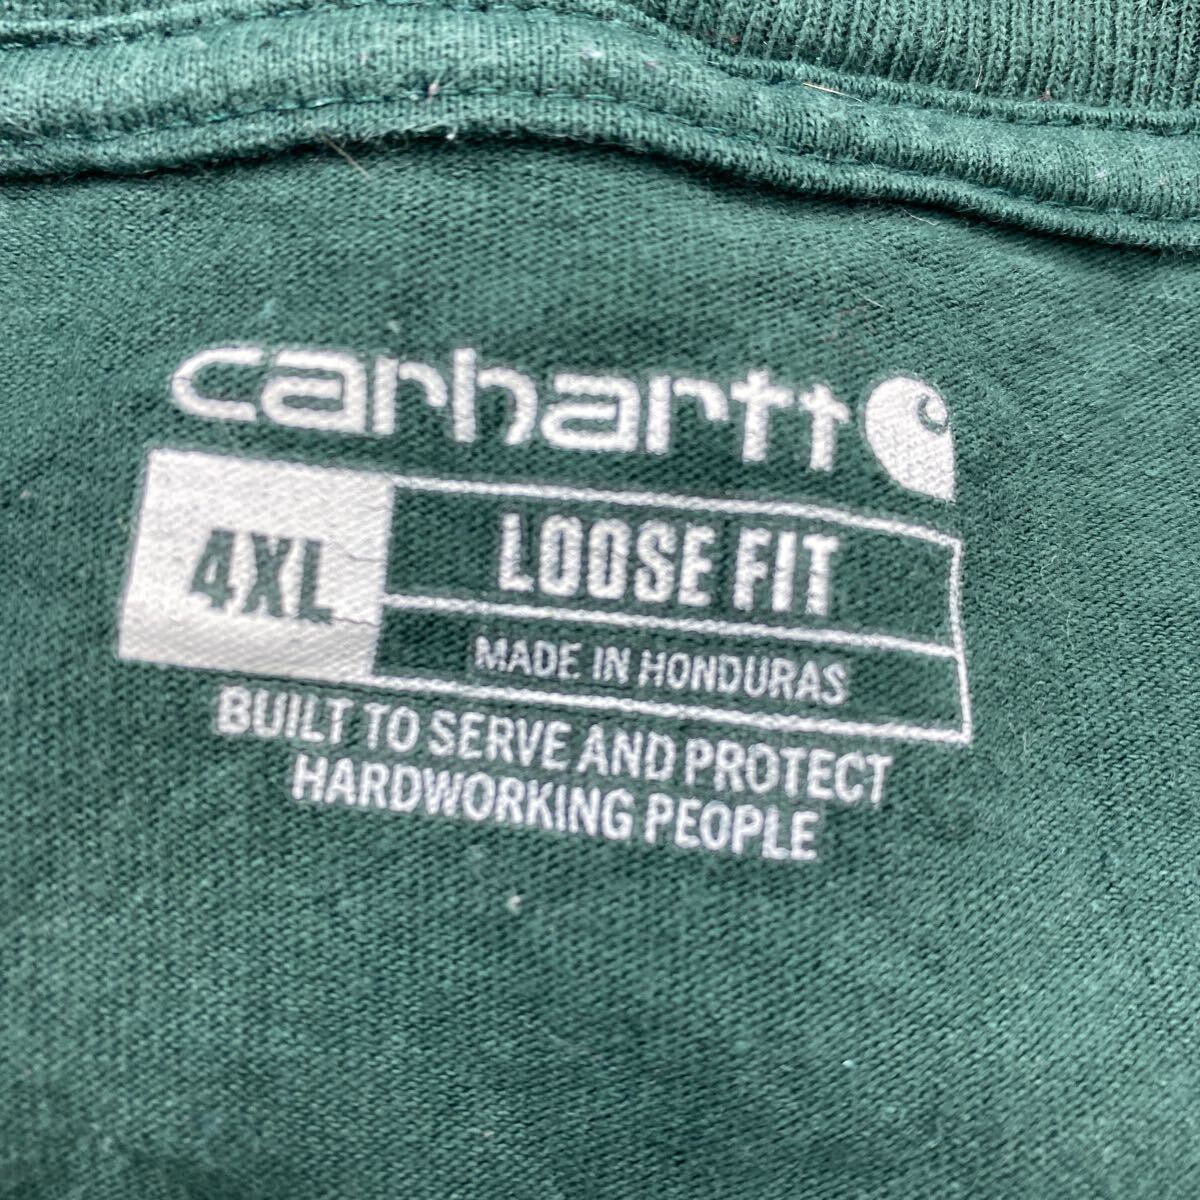 carhartt
4XL LOOSE FIT
MADE IN HONDURAS
BUILT TO SERVE AND PROTECT
HARDWORKING PEOPLE